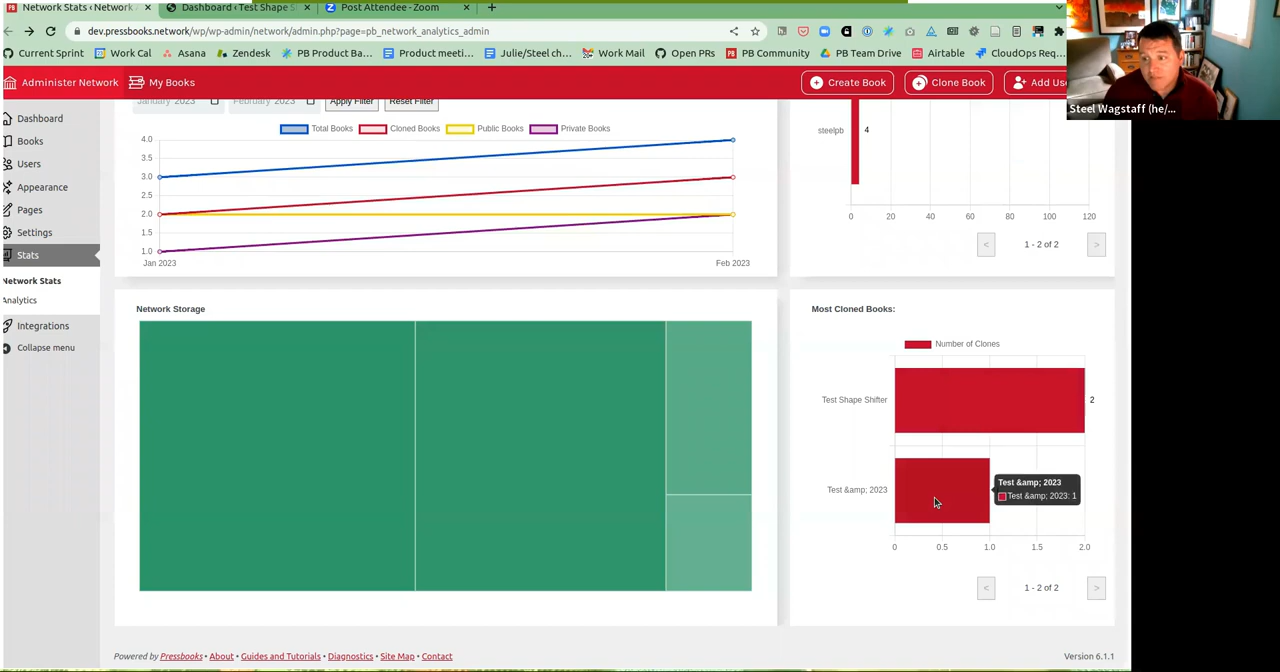 Network Stats ‹ Network
Dashboard ‹ Test Shape S
Post Attendee - Zoom
dev.pressbooks.network/wp/wp-admin/network/admin.php?page=pb_network_analytics_admin
Current Sprint
Work Cal
Asana
Zendesk
PB Product Ba...
Product meeti...
Julie/Steel ch...
Work Mail
Open PRs
PB Community
PB Team Drive
Airtable
CloudOps Req...
Steel Wagstaff (he/...
Administer Network
My Books
Create Book
Clone Book
Add Use
Dashboard
Books
Users
Appearance
Pages
Settings
Stats
Network Stats
Analytics
Integrations
Collapse menu
January 2023
February 2023
Apply Filter
Reset Filter
Total Books
Cloned Books
Public Books
Private Books
4.0
3.5
3.0
2.5
2.0
1.5
1.0
Jan 2023
Feb 2023
steelpb
4
0
20
40
60
80
100
120
<
1 - 2 of 2
>
Network Storage
Most Cloned Books:
Number of Clones
Test Shape Shifter
2
Test &amp; 2023
Test &amp; 2023
Test &amp; 2023: 1
0
0.5
1.0
1.5
2.0
<
1 - 2 of 2
>
Powered by Pressbooks • About • Guides and Tutorials • Diagnostics • Site Map • Contact
Version 6.1.1